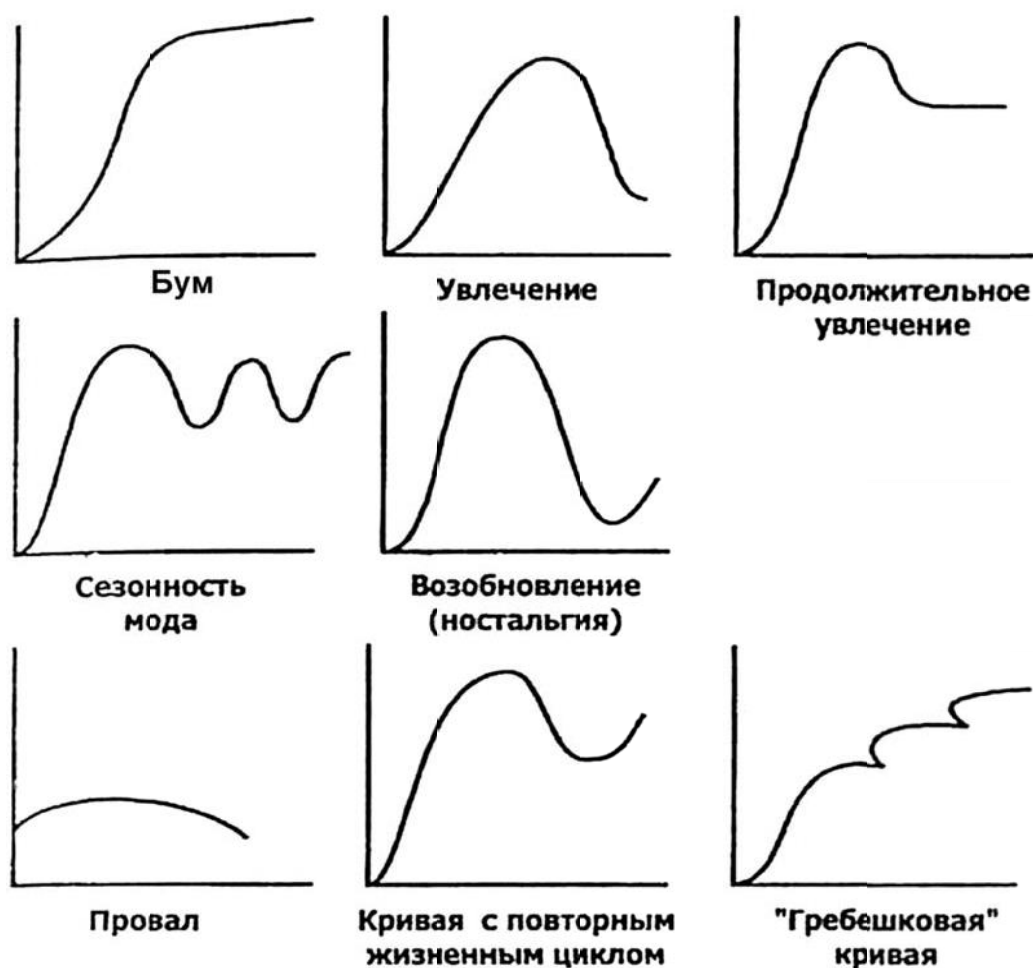 Бум
Увлечение
Продолжительное
увлечение
Сезонность
мода
Возобновление
(ностальгия)
Провал
Кривая с повторным
жизненным циклом
"Гребешковая"
кривая